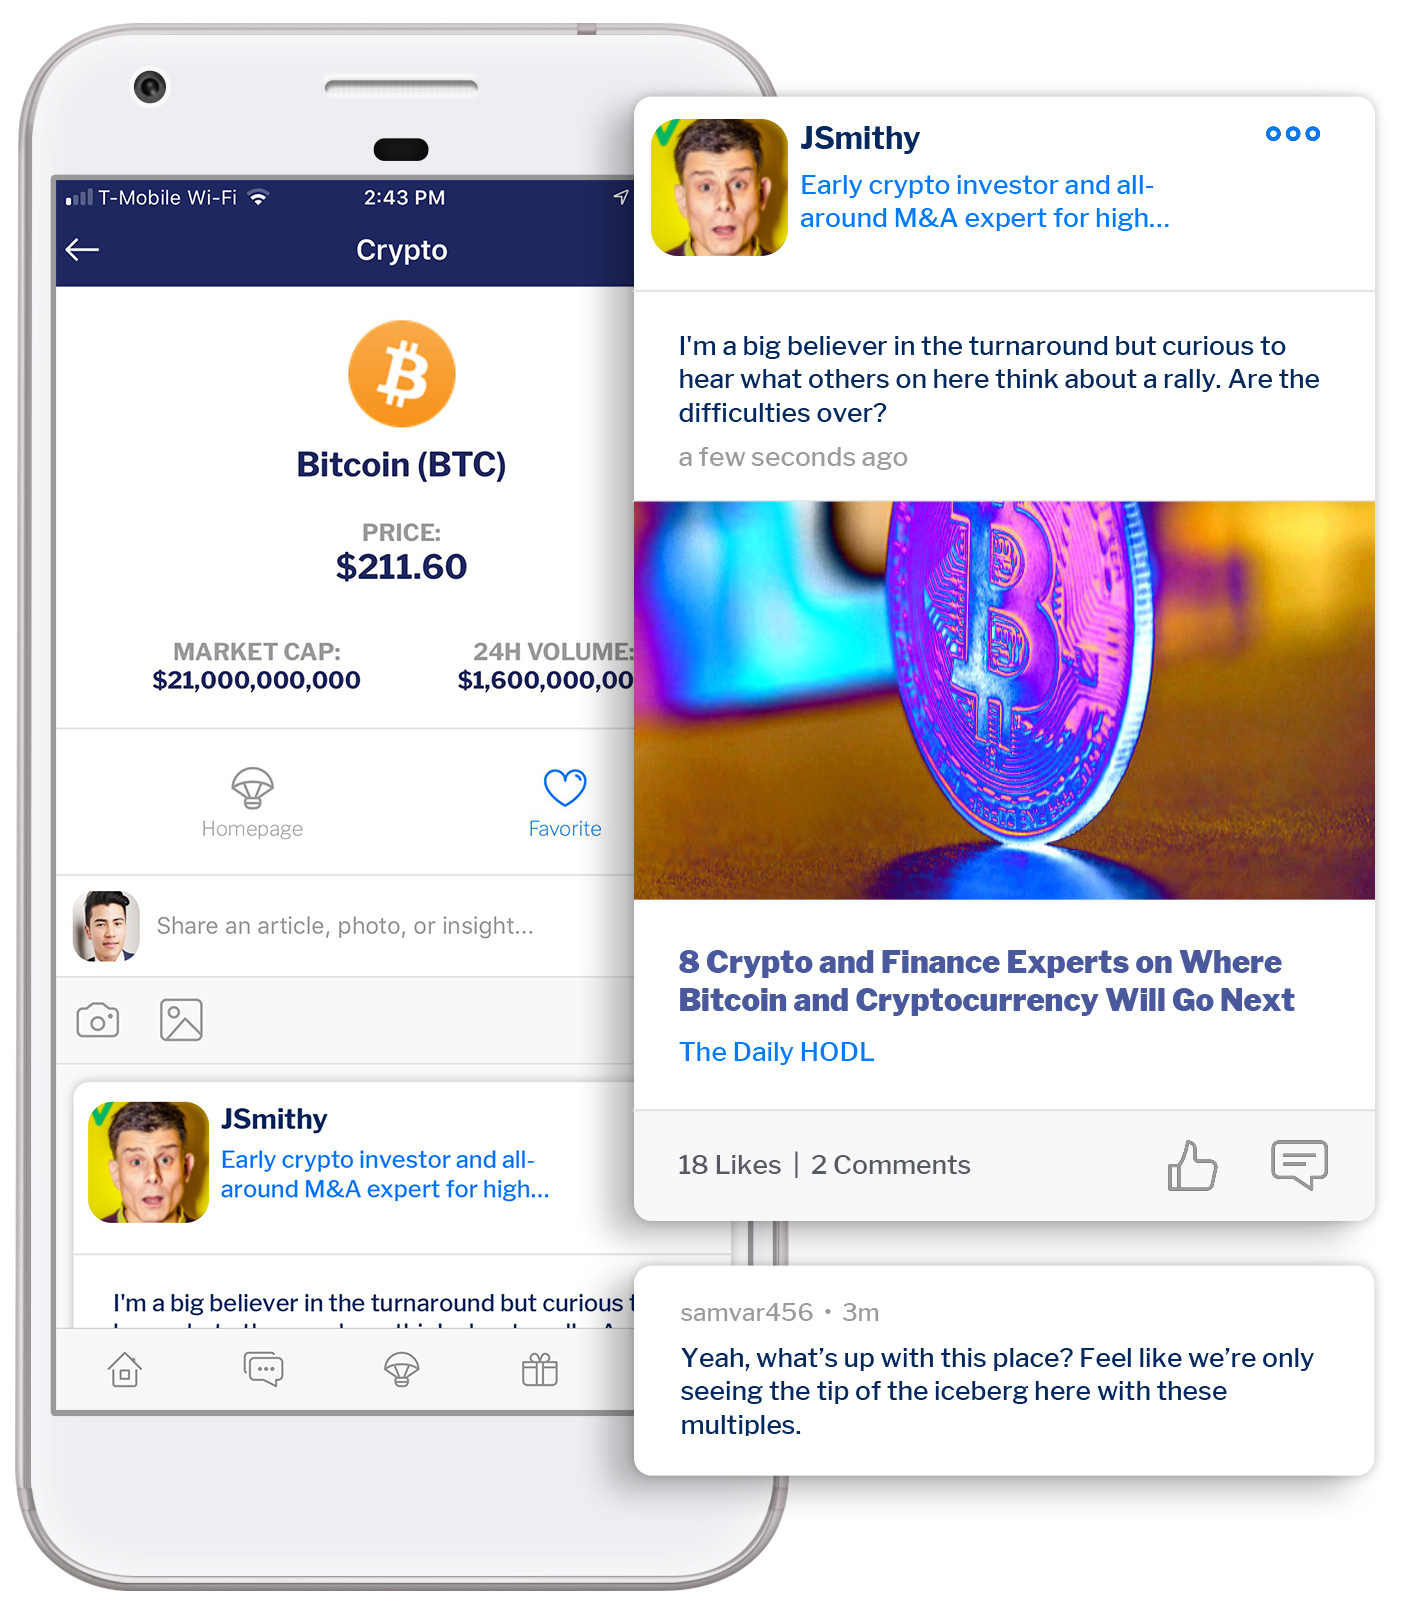 T-Mobile Wi-Fi
2:43 PM
Crypto
Bitcoin (BTC)
PRICE:
$211.60
MARKET CAP:
$21,000,000,000
24H VOLUME:
$1,600,000,00
Homepage
Favorite
Share an article, photo, or insight...
JSmithy
Early crypto investor and all-
around M&A expert for high...
I'm a big believer in the turnaround but curious
JSmithy
Early crypto investor and all-
around M&A expert for high...
I'm a big believer in the turnaround but curious to
hear what others on here think about a rally. Are the
difficulties over?
a few seconds ago
8 Crypto and Finance Experts on Where
Bitcoin and Cryptocurrency Will Go Next
The Daily HODL
18 Likes | 2 Comments
samvar456 • 3m
Yeah, what’s up with this place? Feel like we’re only
seeing the tip of the iceberg here with these
multiples.